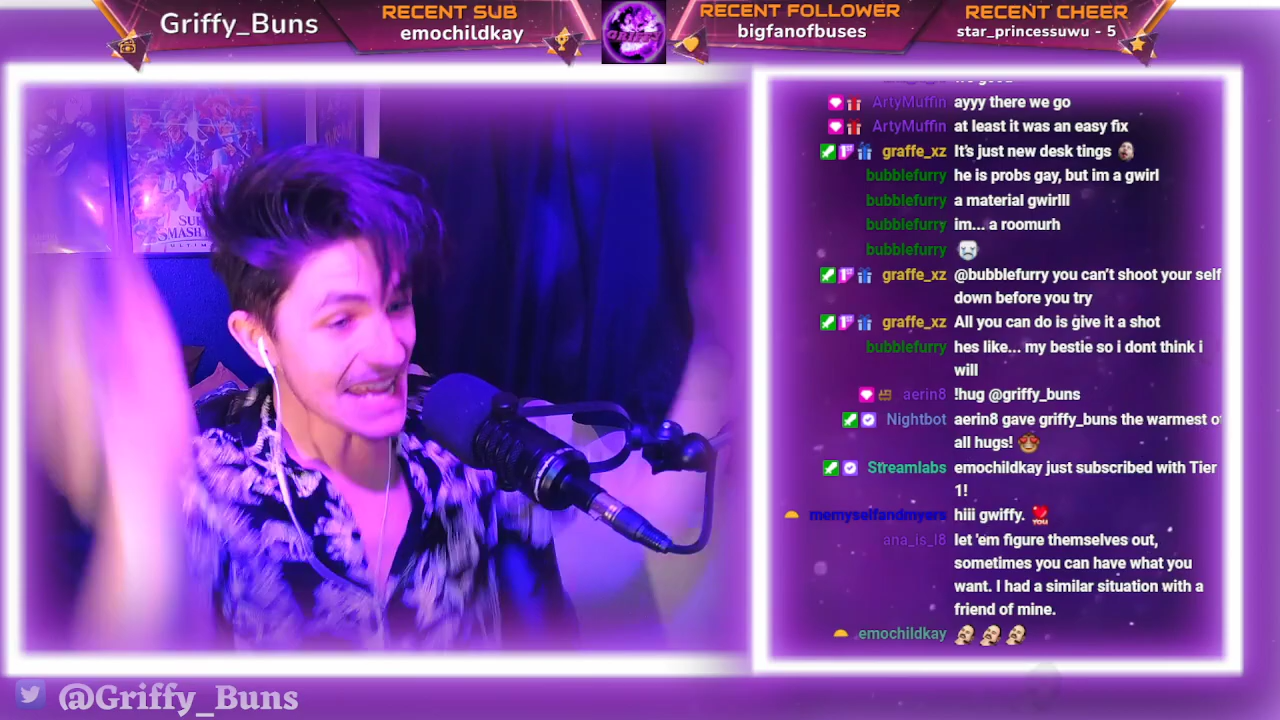 Griffy_Buns
RECENT SUB
emochildkay
RECENT FOLLOWER
bigfanofbuses
RECENT CHEER
star_princessuwu - 5
ArtyMuffin ayyy there we go
ArtyMuffin at least it was an easy fix
graffe_xz It's just new desk tings
bubblefurry he is probs gay, but im a gwirl
bubblefurry a material gwirlll
bubblefurry im... a roomurh
bubblefurry
graffe_xz @bubblefurry you can't shoot your self
down before you try
graffe_xz All you can do is give it a shot
bubblefurry hes like... my bestie so i dont think i
will
aerin8 !hug @griffy_buns
Nightbot aerin8 gave griffy_buns the warmest of
all hugs!
Streamlabs emochildkay just subscribed with Tier
1!
memyselfandmyers hiii gwiffy.
ana_is_l8 let 'em figure themselves out,
sometimes you can have what you
want. I had a similar situation with a
friend of mine.
emochildkay
SMASH
@Griffy_Buns